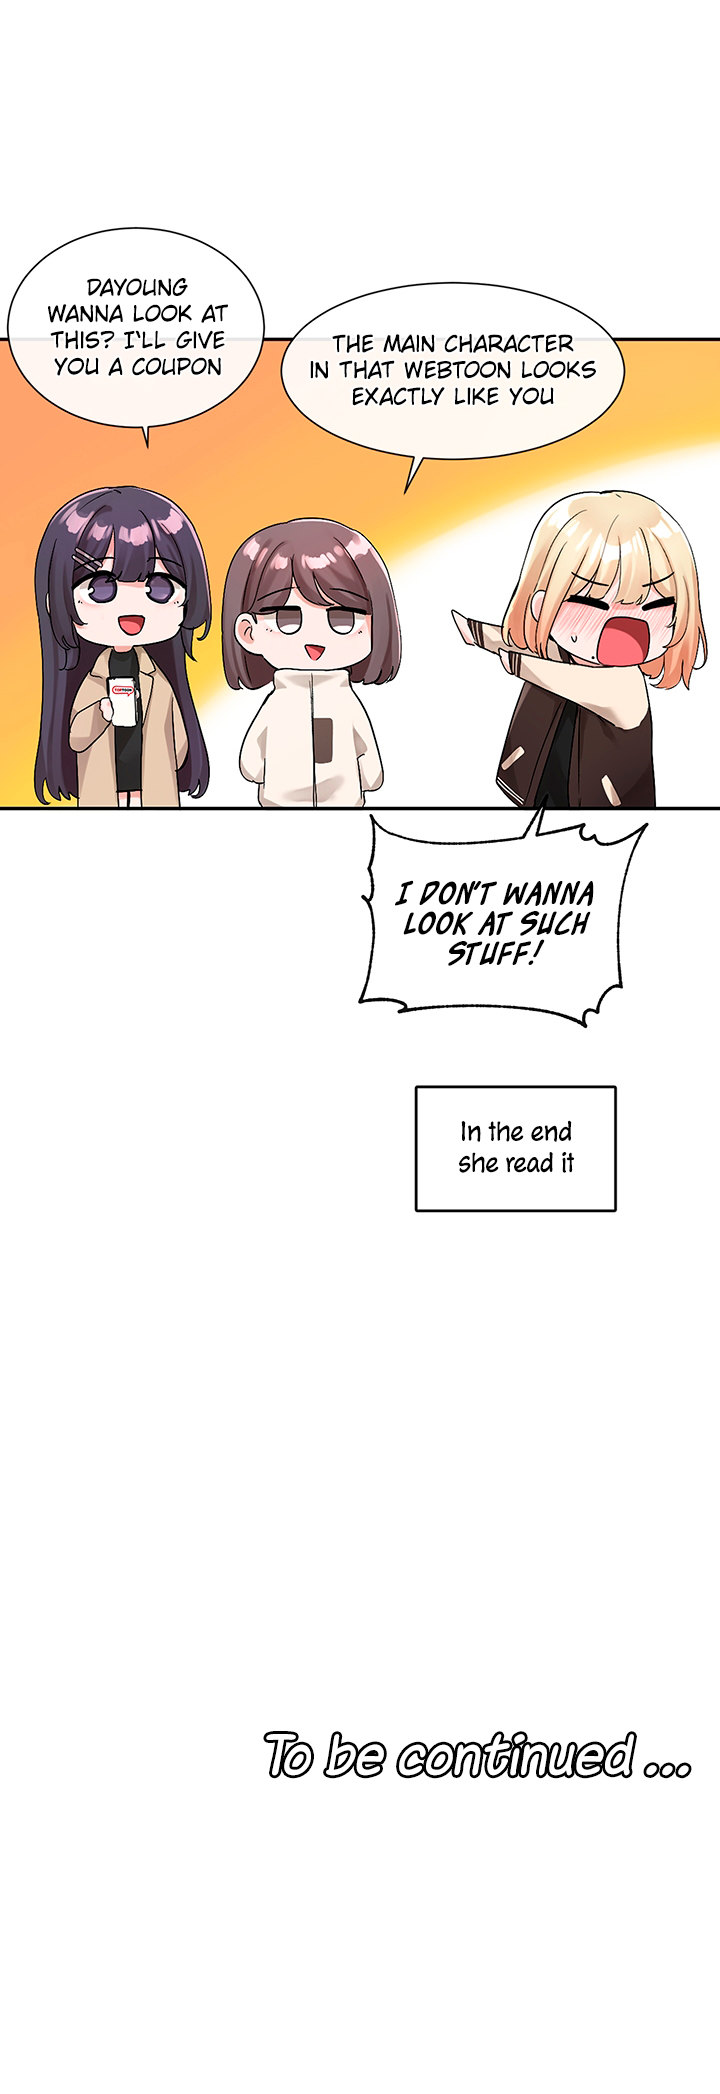 DAYOUNG
WANNA LOOK AT
THIS? I'LL GIVE
YOU A COUPON
THE MAIN CHARACTER
IN THAT WEBTOON LOOKS
EXACTLY LIKE YOU
I DON'T WANNA
LOOK AT SUCH
STUFF!
In the end
she read it
To be continued ...